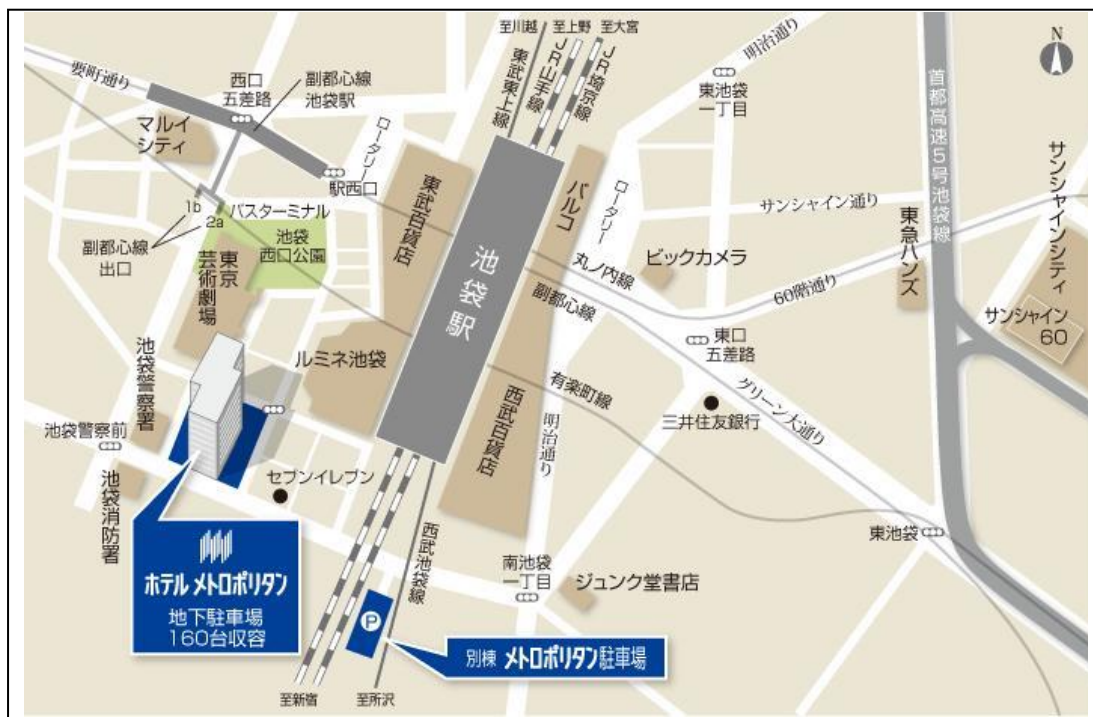 至川越
至上野
至大宮
N
東武東上線
JR山手線
JR埼京線
明治通り
要町通り
西口
五差路
副都心線
池袋駅
東池袋
一丁目
首都高速5号池袋線
マルイ
シティ
ロータリー
駅西口
東武百貨店
パルコ
ロータリー
サンシャイン通り
サンシャインシティ
1b
2a
バスターミナル
池袋
西口公園
副都心線
出口
東京
芸術劇場
池袋駅
丸ノ内線
副都心線
ビックカメラ
60階通り
東急ハンズ
サンシャイン
60
東口
五差路
ルミネ池袋
池袋警察署
有楽町線
グリーン大通り
三井住友銀行
池袋警察前
西武百貨店
明治通り
セブンイレブン
池袋消防署
西武池袋線
東池袋
南池袋
一丁目
ジュンク堂書店
ホテル メトロポリタン
地下駐車場
160台収容
P
別棟 メトロポリタン駐車場
至新宿
至所沢